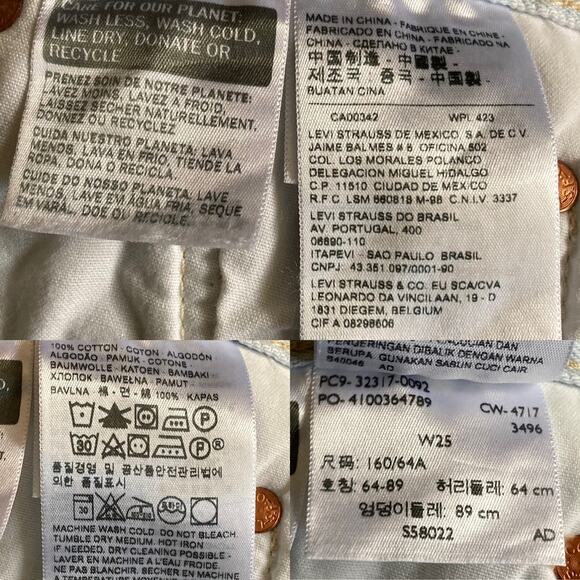 CARE FOR OUR PLANET:
WASH LESS, WASH COLD,
LINE DRY, DONATE OR
RECYCLE
PRENEZ SOIN DE NOTRE PLANETE:
LAVEZ MOINS, LAVEZ A FROID,
LAISSEZ SECHER NATURELLEMENT,
DONNEZ OU RECYCLEZ
CUIDA NUESTRO PLANETA: LAVA
MENOS, LAVA EN FRIO, TIENDE LA
ROPA, DONA O RECICLA
CUIDE DO NOSSO PLANETA: LAVE
MENOS, LAVE EM AGUA FRIA, SEQUE
EM VARAL, DOE OU RECICLE.
MADE IN CHINA - FABRIQUE EN CHINE -
FABRICADO EN CHINA - FABRICADO NA
CHINA - СДЕЛАНО В КИТАЕ -
中国制造 - 中國製 -
제조국 : 중국 - 中国製 -
BUATAN CINA
CA00342 WPL 423
LEVI STRAUSS DE MEXICO, S.A. DE C.V.
JAIME BALMES # 8 OFICINA 502
COL. LOS MORALES POLANCO
DELEGACION MIGUEL HIDALGO
C.P. 11510 CIUDAD DE MEXICO
R.F.C LSM 860818 M-98 C.N.I.V. 3337
LEVI STRAUSS DO BRASIL
AV. PORTUGAL, 400
06690-110
ITAPEVI - SAO PAULO BRASIL
CNPJ: 43.351.097/0001-90
LEVI STRAUSS & CO. EU SCA/CVA
LEONARDO DA VINCILAAN, 19 - D
1831 DIEGEM, BELGIUM
CIF A 08298606
100% COTTON - COTON - ALGODON
ALGODÃO - PAMUK - COTONE -
BAUMWOLLE - KATOEN - BAMBAKI
ХЛОПОК - BAWEŁNA - PAMUT -
BAVLNA 棉 - 면 - 綿 100% KAPAS
30
품질경영 및 공산품안전관리법에
의한 품질표시
30
MACHINE WASH COLD. DO NOT BLEACH.
TUMBLE DRY MEDIUM. HOT IRON
IF NEEDED. DRY CLEANING POSSIBLE -
LAVER EN MACHINE A L'EAU FROIDE.
NE PAS BLANCHIR. SECHER EN MACHINE
PENGERINGAN DIBALIK DENGAN WARNA
SERUPA. GUNAKAN SABUN CUCI CAIR
PC9- 32317-0092
PO- 4100364789
CW- 4717
3496
W25
尺码: 160/64A
호칭: 64-89 허리둘레: 64 cm
엉덩이둘레: 89 cm
S58022 AD